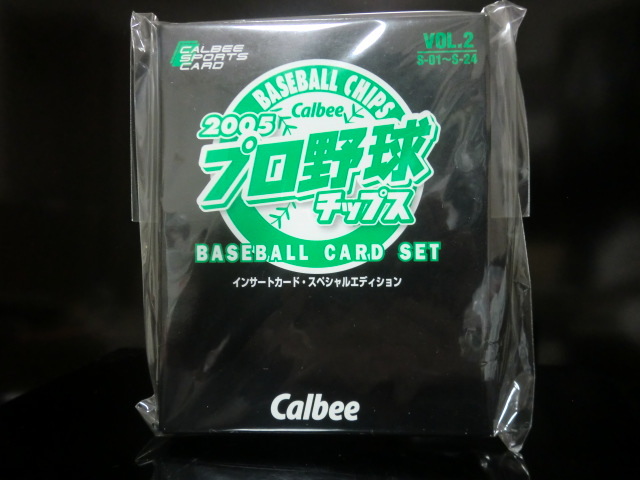 CALBEE
SPORTS
CARD
VOL.2
S-01~S-24
BASEBALL CHIPS
Calbee
2005
プロ野球
チップス
BASEBALL CARD SET
インサートカード・スペシャルエディション
Calbee